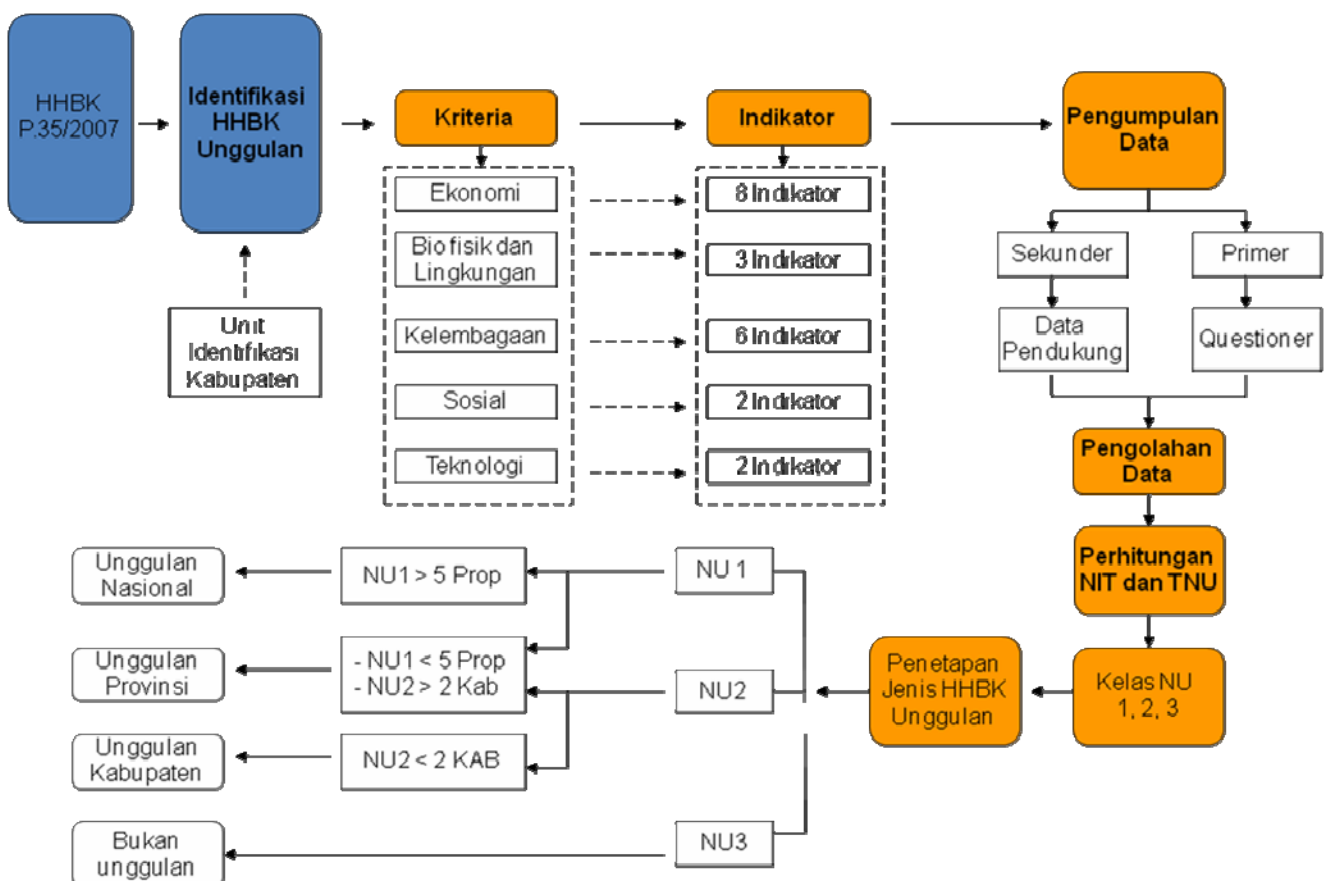 HHBK
P.35/2007
Identifikasi
HHBK
Unggulan
Unit
Identifikasi
Kabupaten
Kriteria
Ekonomi
Biofisik dan
Lingkungan
Kelembagaan
Sosial
Teknologi
Indikator
8 Indikator
3 Indikator
6 Indikator
2 Indikator
2 Indikator
Pengumpulan
Data
Sekunder
Primer
Data
Pendukung
Questioner
Pengolahan
Data
Perhitungan
NIT dan TNU
Kelas NU
1, 2, 3
Penetapan
Jenis HHBK
Unggulan
NU 1
NU2
NU3
NU1 > 5 Prop
- NU1 < 5 Prop
- NU2 > 2 Kab
NU2 < 2 KAB
Unggulan
Nasional
Unggulan
Provinsi
Unggulan
Kabupaten
Bukan
unggulan